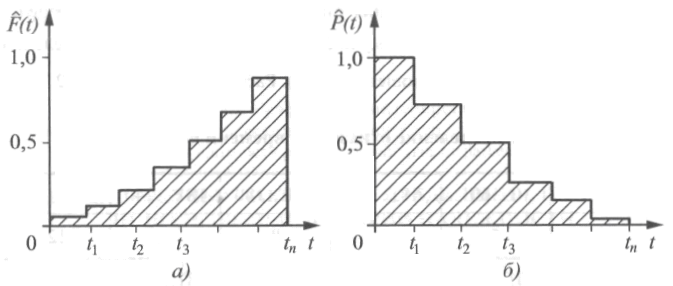 F̂(t)
1,0
0,5
0
t₁
t₂
t₃
tₙ
t
а)
P̂(t)
1,0
0,5
0
t₁
t₂
t₃
tₙ
t
б)